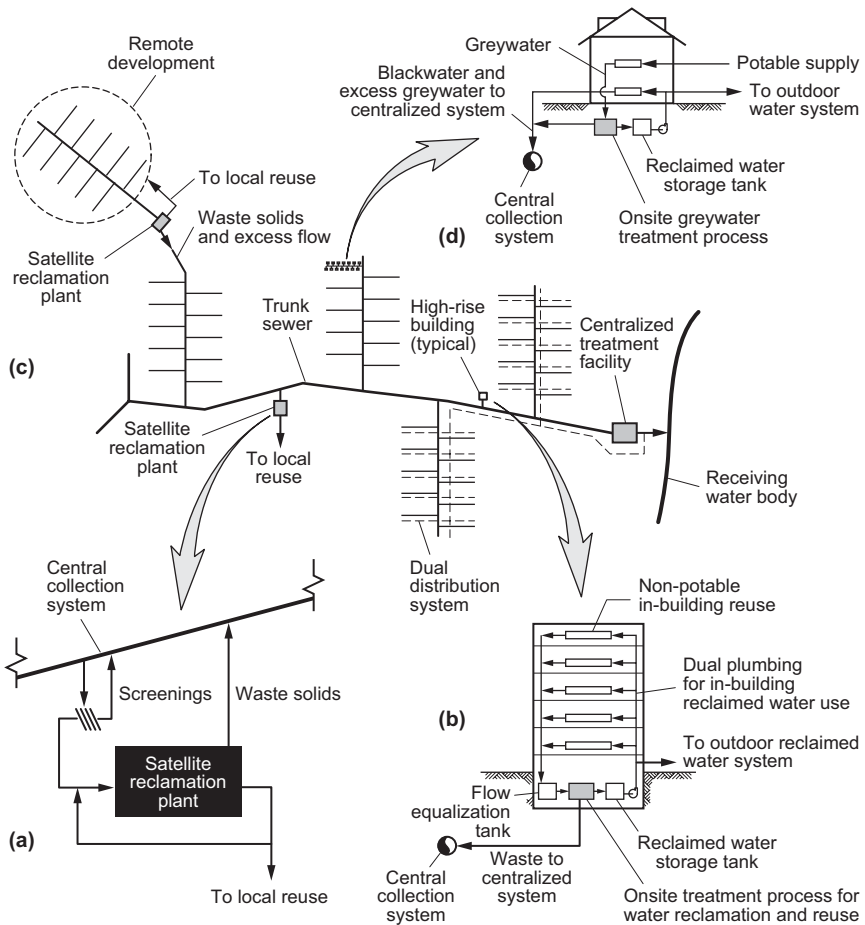 Remote
development
To local reuse
Waste solids
and excess flow
Satellite
reclamation
plant
(c)
Greywater
Blackwater and
excess greywater to
centralized system
Potable supply
To outdoor
water system
Reclaimed water
storage tank
Central
collection
system
Onsite greywater
treatment process
(d)
Trunk
sewer
High-rise
building
(typical)
Centralized
treatment
facility
Satellite
reclamation
plant
To local
reuse
Receiving
water body
Dual
distribution
system
Central
collection
system
Screenings
Waste solids
Satellite
reclamation
plant
(a)
To local reuse
Non-potable
in-building reuse
Dual plumbing
for in-building
reclaimed water use
(b)
To outdoor reclaimed
water system
Flow
equalization
tank
Reclaimed water
storage tank
Central
collection
system
Waste to
centralized
system
Onsite treatment process for
water reclamation and reuse